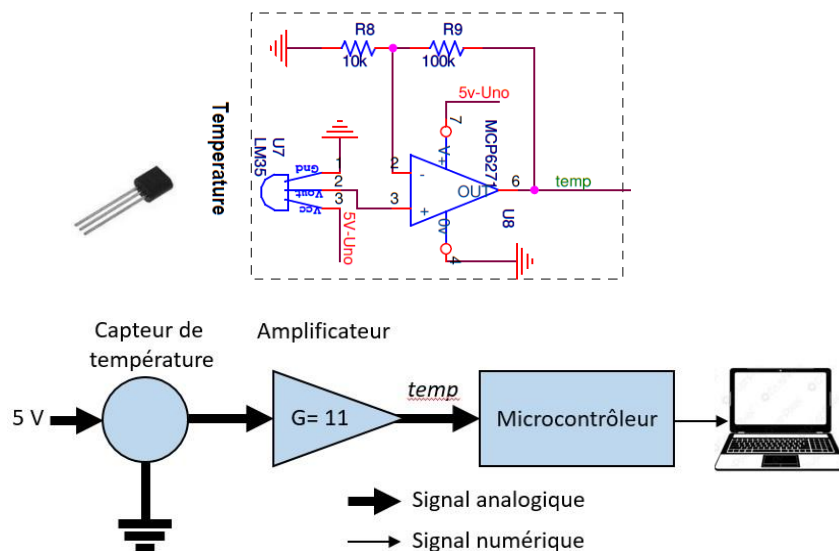 R8
R9
10k
100k
5v-Uno
7
MCP6271
V+
Temperature
U7
LM35
Gnd
1
Vout
2
Vcc
3
2
-
3
+
OUT
6
temp
U8
0v
4
5V-Uno
Capteur de
température
Amplificateur
5 V
G= 11
temp
Microcontrôleur
Signal analogique
Signal numérique